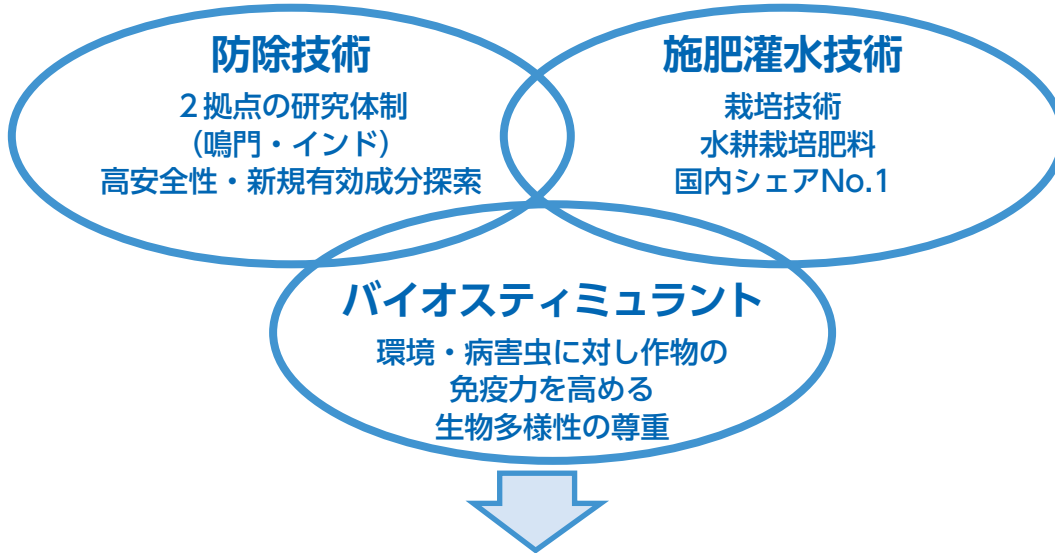 防除技術
２拠点の研究体制
（鳴門・インド）
高安全性・新規有効成分探索
施肥灌水技術
栽培技術
水耕栽培肥料
国内シェアNo.1
バイオスティミュラント
環境・病害虫に対し作物の
免疫力を高める
生物多様性の尊重